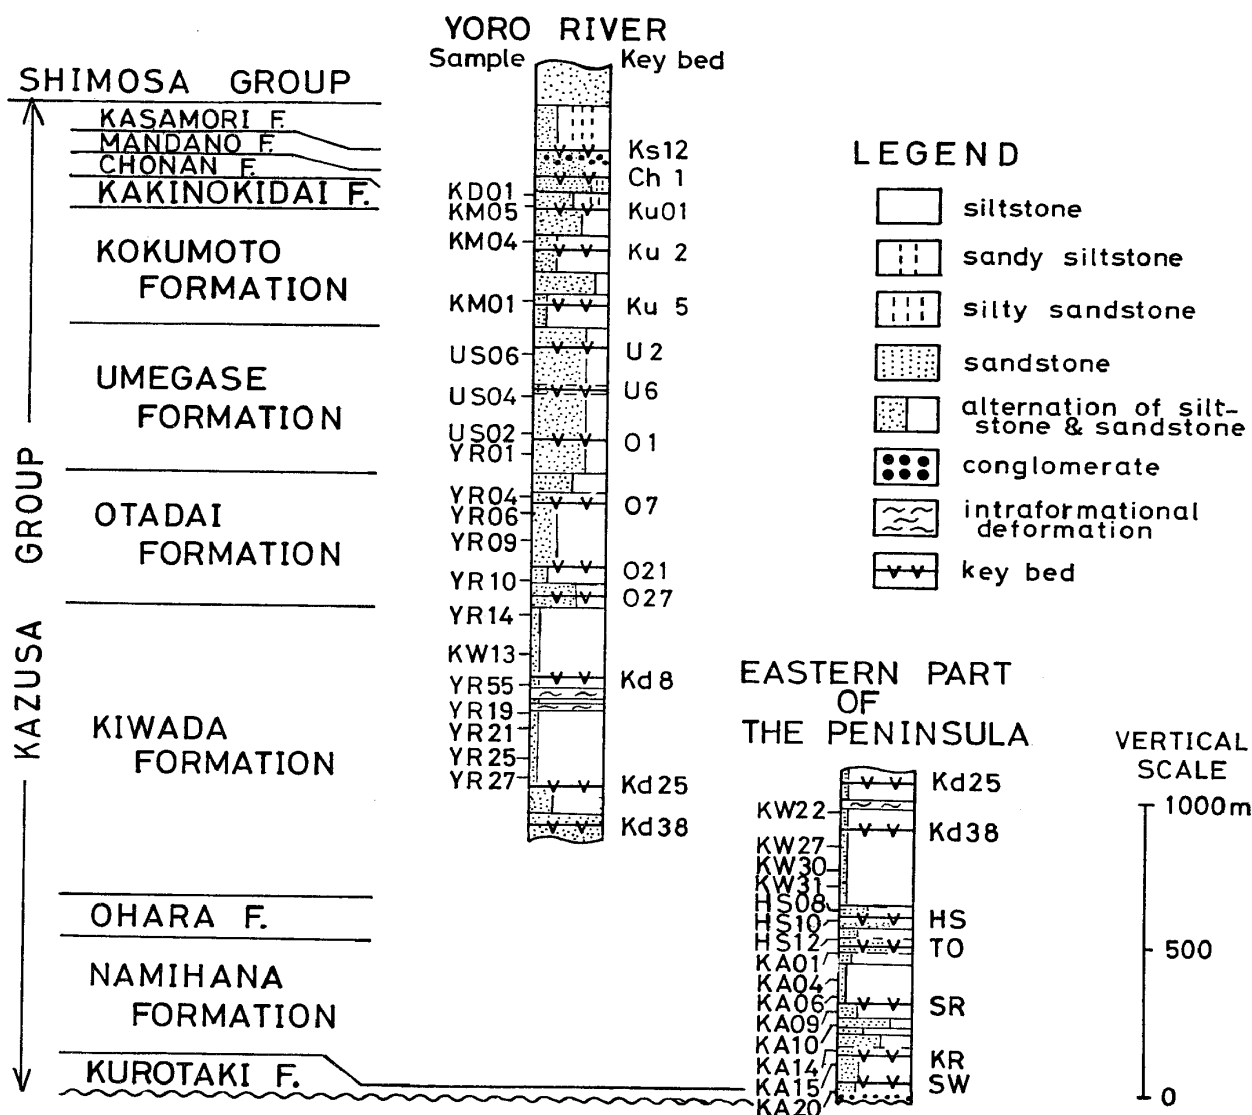 YORO RIVER
Sample
Key bed
SHIMOSA GROUP
KASAMORI F.
MANDANO F.
CHONAN F.
KAKINOKIDAI F.
KOKUMOTO
FORMATION
UMEGASE
FORMATION
OTADAI
FORMATION
KIWADA
FORMATION
OHARA F.
NAMIHANA
FORMATION
KUROTAKI F.
KAZUSA GROUP
KD01
KM05
KM04
KM01
US06
US04
US02
YR01
YR04
YR06
YR09
YR10
YR14
KW13
YR55
YR19
YR21
YR25
YR27
Ks12
Ch 1
Ku01
Ku 2
Ku 5
U 2
U6
O1
O7
O21
O27
Kd 8
Kd25
Kd38
LEGEND
siltstone
sandy siltstone
silty sandstone
sandstone
alternation of silt-
stone & sandstone
conglomerate
intraformational
deformation
key bed
EASTERN PART
OF
THE PENINSULA
KW22
KW27
KW30
KW31
HS08
HS10
HS12
KA01
KA04
KA06
KA09
KA10
KA14
KA15
KA20
Kd25
Kd38
HS
TO
SR
KR
SW
VERTICAL
SCALE
1000m
500
0